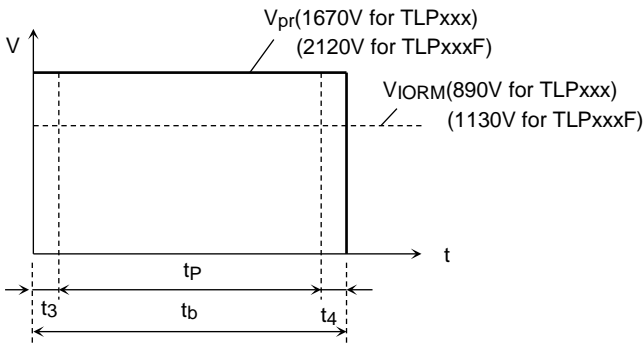 Vpr(1670V for TLPxxx)
(2120V for TLPxxxF)
V
VIORM(890V for TLPxxx)
(1130V for TLPxxxF)
t
tP
t3
t4
tb